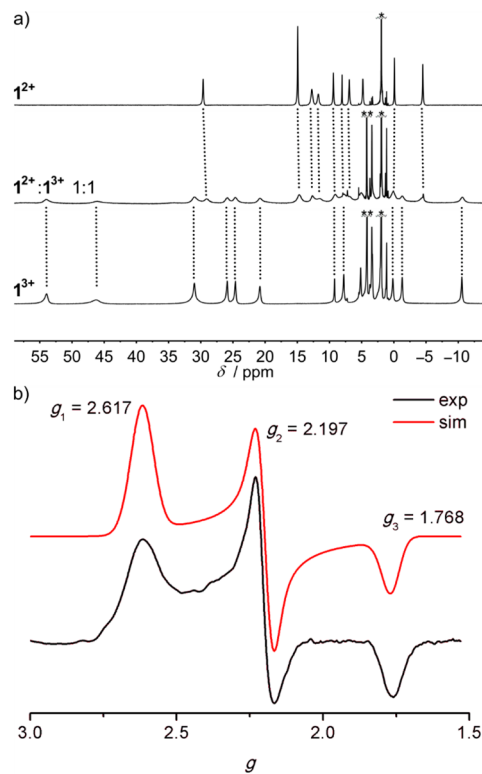 a)
*
1²⁺
** *
1²⁺:1³⁺ 1:1
** *
1³⁺
55 50 45 40 35 30 25 20 15 10 5 0 −5 −10
δ / ppm
b)
exp
sim
g₁ = 2.617
g₂ = 2.197
g₃ = 1.768
3.0 2.5 2.0 1.5
g